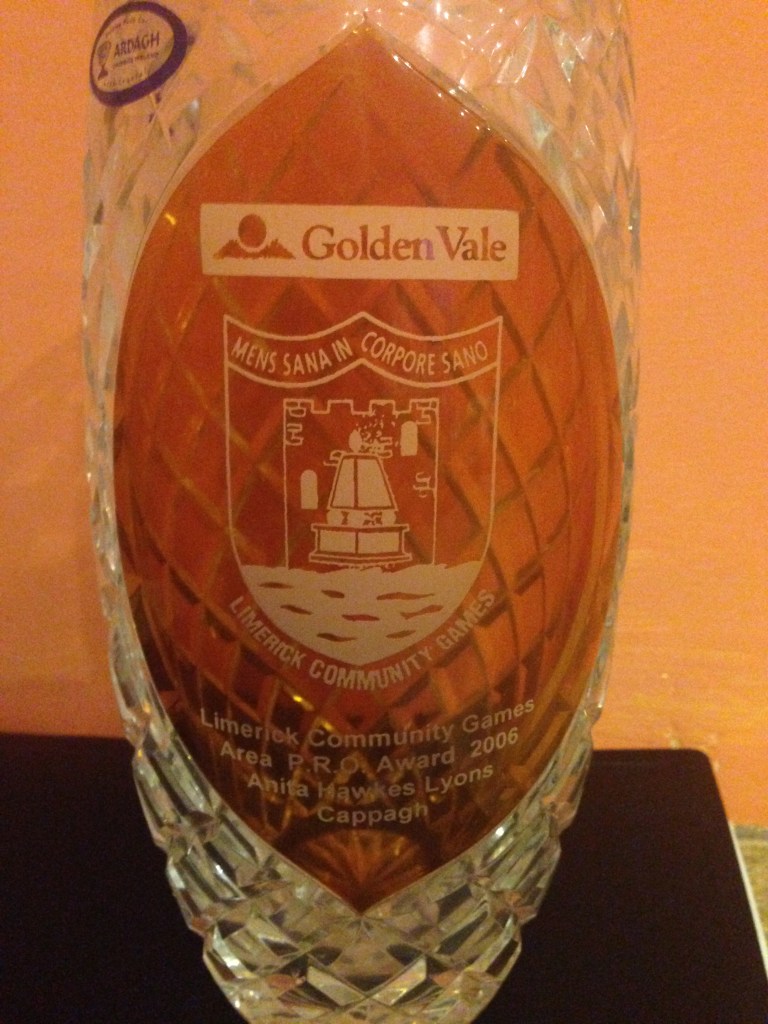 ARDAGH
Golden Vale
MENS SANA IN CORPORE SANO
LIMERICK COMMUNITY GAMES
Limerick Community Games
Area P.R.O. Award 2006
Anita Hawkes Lyons
Cappagh